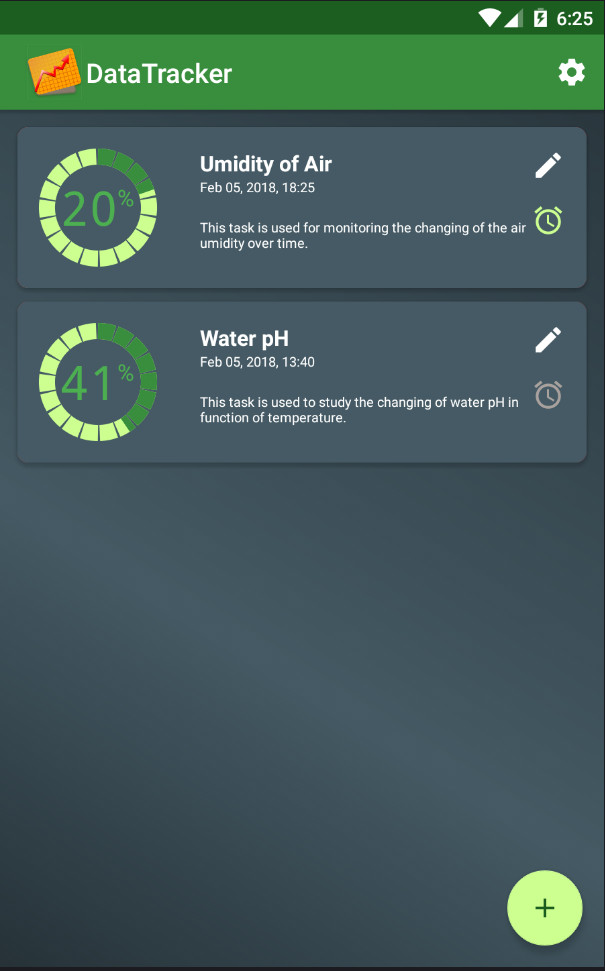 6:25
DataTracker
20%
Umidity of Air
Feb 05, 2018, 18:25
This task is used for monitoring the changing of the air
umidity over time.
41%
Water pH
Feb 05, 2018, 13:40
This task is used to study the changing of water pH in
function of temperature.
+